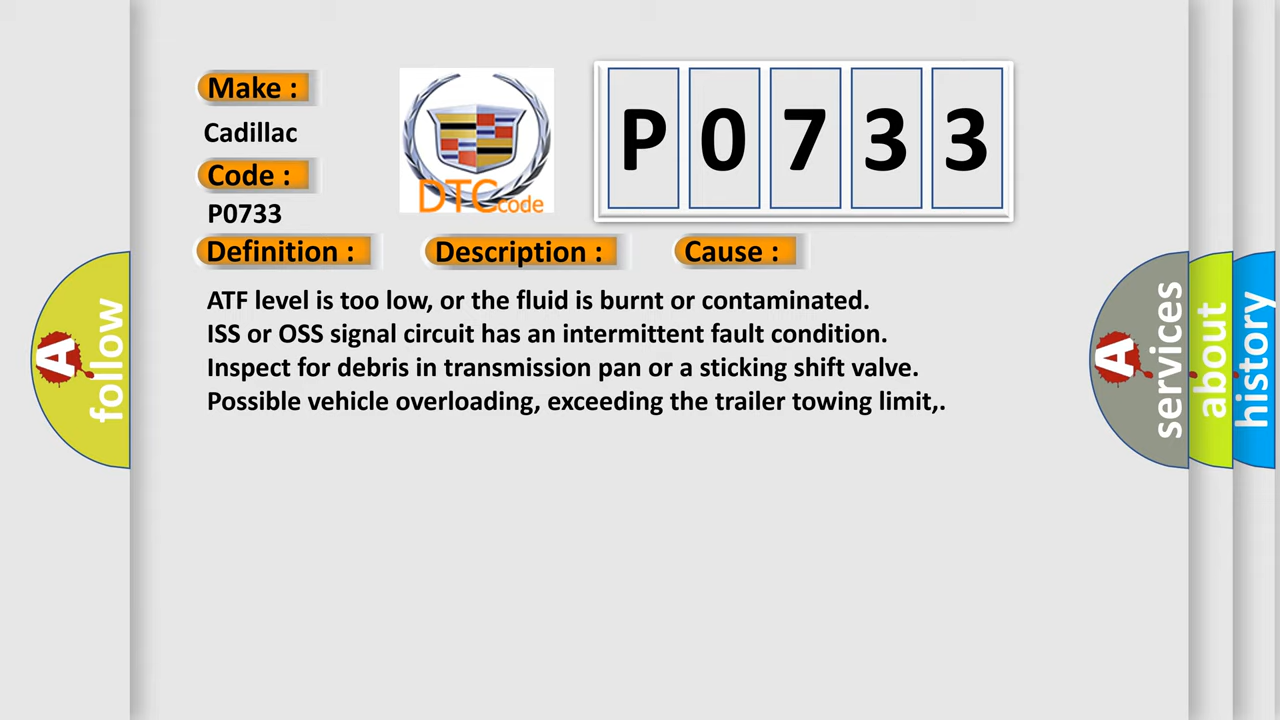 Make :
Cadillac
Code :
P0733
DTC code
P 0 7 3 3
Definition :
Description :
Cause :
ATF level is too low, or the fluid is burnt or contaminated.
ISS or OSS signal circuit has an intermittent fault condition.
Inspect for debris in transmission pan or a sticking shift valve.
Possible vehicle overloading, exceeding the trailer towing limit,.
A follow
A services
about
history